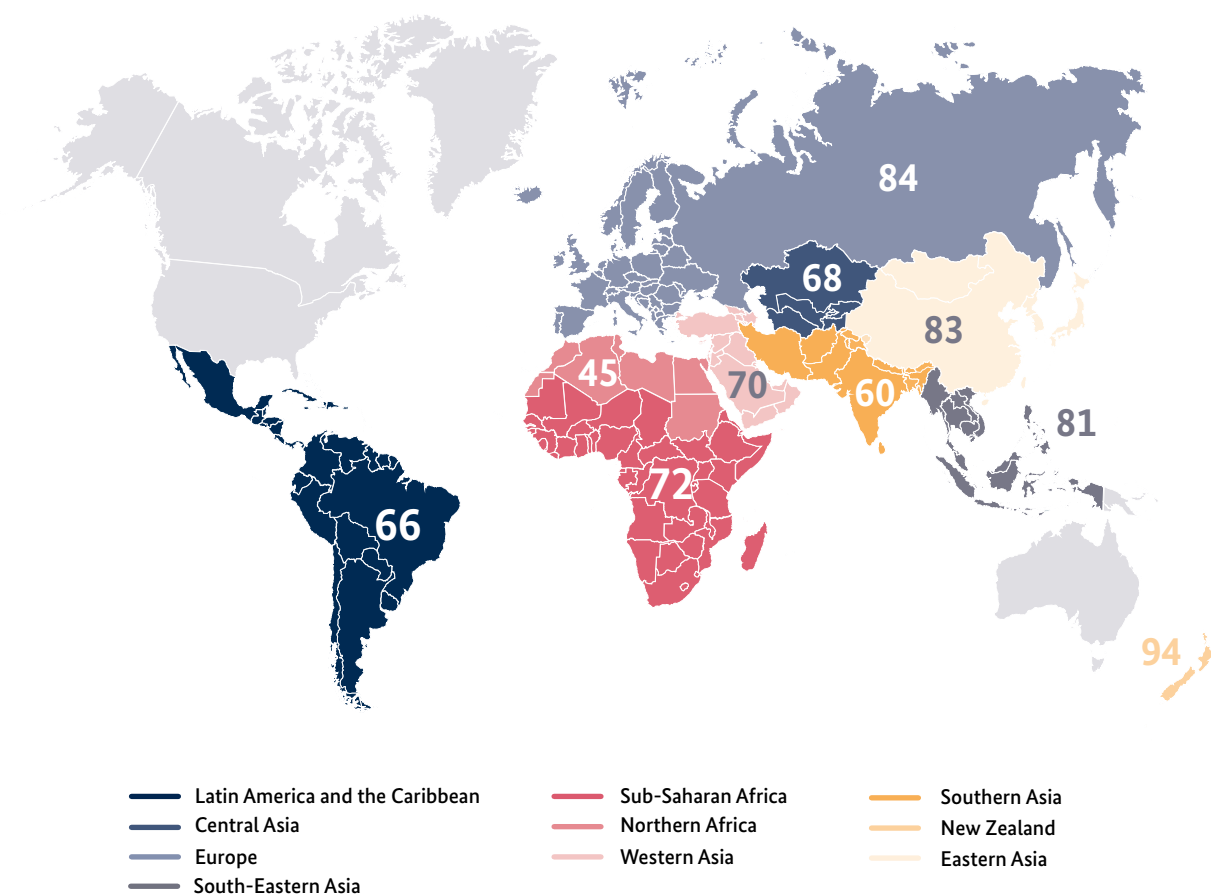 84
68
83
45
70
60
81
72
66
94
Latin America and the Caribbean
Central Asia
Europe
South-Eastern Asia
Sub-Saharan Africa
Northern Africa
Western Asia
Southern Asia
New Zealand
Eastern Asia